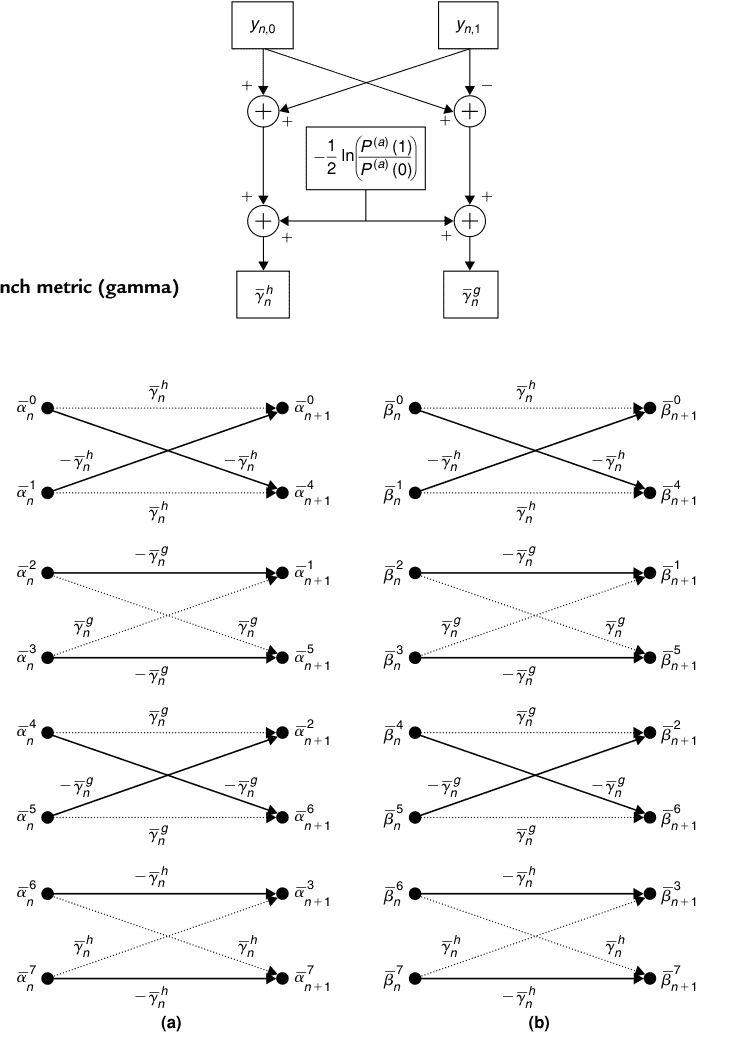 y_{n,0} y_{n,1}
+ −
+ +
+ +
−1/2 ln(P^{(a)}(1)/P^{(a)}(0))
+ +
+ +
+ +
nch metric (gamma)
γ̄_n^h γ̄_n^g
ᾱ_n^0 γ̄_n^h ᾱ_{n+1}^0 β̄_n^0 γ̄_n^h β̄_{n+1}^0
−γ̄_n^h −γ̄_n^h −γ̄_n^h −γ̄_n^h
ᾱ_n^1 γ̄_n^h ᾱ_{n+1}^4 β̄_n^1 γ̄_n^h β̄_{n+1}^4
ᾱ_n^2 −γ̄_n^g ᾱ_{n+1}^1 β̄_n^2 −γ̄_n^g β̄_{n+1}^1
γ̄_n^g γ̄_n^g γ̄_n^g γ̄_n^g
ᾱ_n^3 −γ̄_n^g ᾱ_{n+1}^5 β̄_n^3 −γ̄_n^g β̄_{n+1}^5
ᾱ_n^4 γ̄_n^g ᾱ_{n+1}^2 β̄_n^4 γ̄_n^g β̄_{n+1}^2
−γ̄_n^g −γ̄_n^g −γ̄_n^g −γ̄_n^g
ᾱ_n^5 γ̄_n^g ᾱ_{n+1}^6 β̄_n^5 γ̄_n^g β̄_{n+1}^6
ᾱ_n^6 −γ̄_n^h ᾱ_{n+1}^3 β̄_n^6 −γ̄_n^h β̄_{n+1}^3
γ̄_n^h γ̄_n^h γ̄_n^h γ̄_n^h
ᾱ_n^7 −γ̄_n^h ᾱ_{n+1}^7 β̄_n^7 −γ̄_n^h β̄_{n+1}^7
(a) (b)